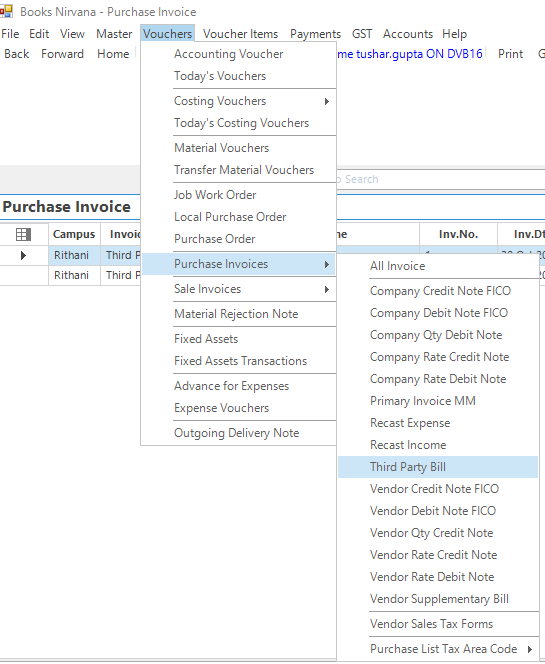 Books Nirvana - Purchase Invoice
File Edit View Master Vouchers Voucher Items Payments GST Accounts Help
Back Forward Home me tushar.gupta ON DVB16 Print G
Accounting Voucher
Today's Vouchers
Costing Vouchers
Today's Costing Vouchers
Material Vouchers
Transfer Material Vouchers
Search
Job Work Order
Purchase Invoice
Local Purchase Order
Campus Invoi me Inv.No. Inv.D
Purchase Order
Rithani Third P
Purchase Invoices
Rithani Third P
Sale Invoices
Material Rejection Note
Fixed Assets
Fixed Assets Transactions
Advance for Expenses
Expense Vouchers
Outgoing Delivery Note
All Invoice
Company Credit Note FICO
Company Debit Note FICO
Company Qty Debit Note
Company Rate Credit Note
Company Rate Debit Note
Primary Invoice MM
Recast Expense
Recast Income
Third Party Bill
Vendor Credit Note FICO
Vendor Debit Note FICO
Vendor Qty Credit Note
Vendor Rate Credit Note
Vendor Rate Debit Note
Vendor Supplementary Bill
Vendor Sales Tax Forms
Purchase List Tax Area Code